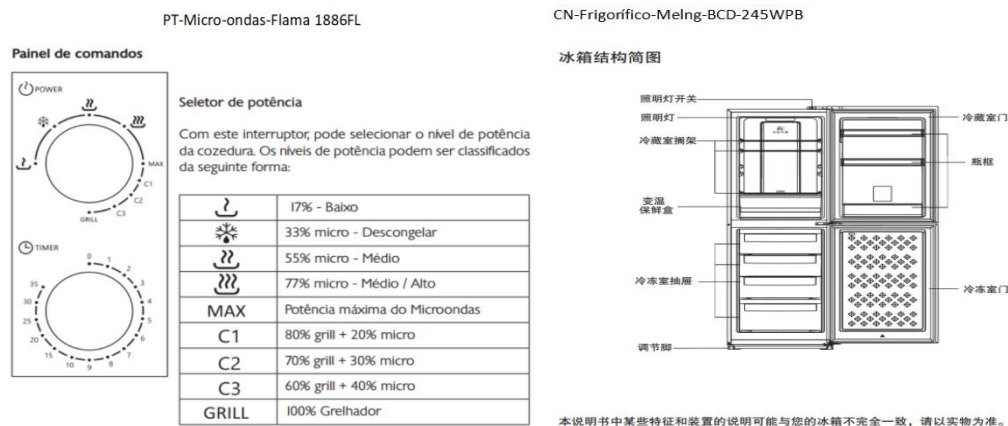 PT-Micro-ondas-Flama 1886FL
Painel de comandos
POWER
MAX
C1
C2
C3
GRILL
TIMER
0
1
2
3
4
5
6
7
8
9
10
15
20
25
30
35
Seletor de potência
Com este interruptor, pode selecionar o nível de potência
da cozedura. Os níveis de potência podem ser classificados
da seguinte forma:
17% - Baixo
33% micro - Descongelar
55% micro - Médio
77% micro - Médio / Alto
MAX Potência máxima do Microondas
C1 80% grill + 20% micro
C2 70% grill + 30% micro
C3 60% grill + 40% micro
GRILL 100% Grelhador
CN-Frigorífico-Melng-BCD-245WPB
冰箱结构简图
照明灯开关
照明灯
冷藏室搁架
变温
保鲜盒
冷冻室抽屉
调节脚
冷藏室门
瓶框
冷冻室门
本说明书中某些特征和装置的说明可能与您的冰箱不完全一致，请以实物为准。